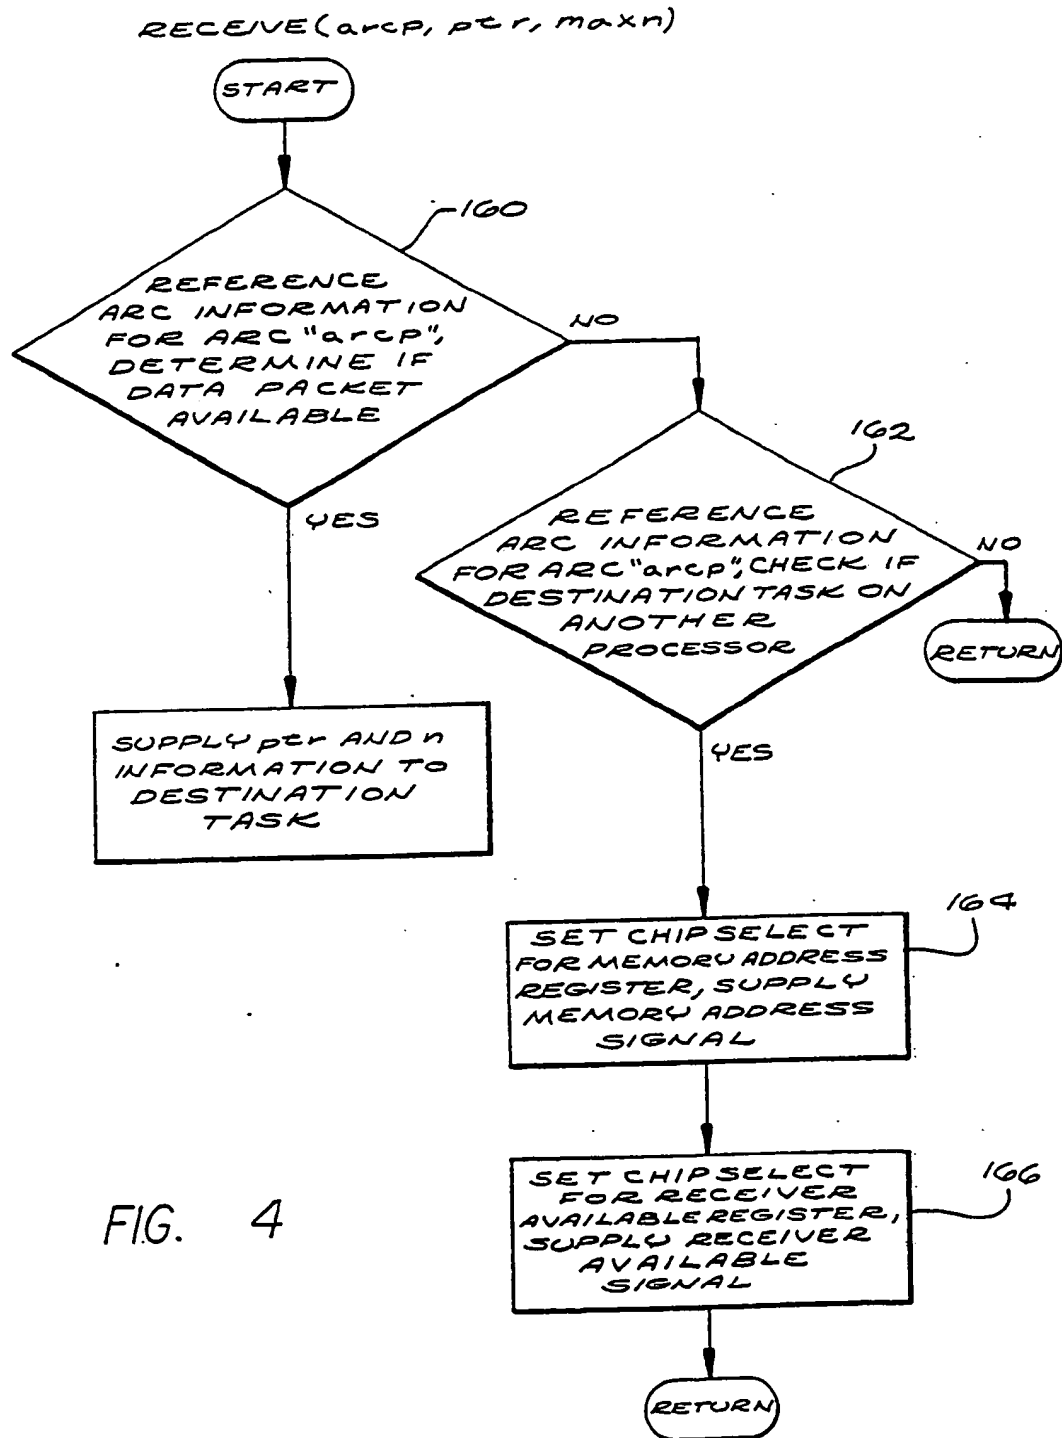 RECEIVE(arcp, ptr, maxn)
START
160
REFERENCE
ARC INFORMATION
FOR ARC "arcp",
DETERMINE IF
DATA PACKET
AVAILABLE
NO
YES
162
REFERENCE
ARC INFORMATION
FOR ARC "arcp", CHECK IF
DESTINATION TASK ON
ANOTHER
PROCESSOR
NO
RETURN
YES
SUPPLY ptr AND n
INFORMATION TO
DESTINATION
TASK
164
SET CHIP SELECT
FOR MEMORY ADDRESS
REGISTER, SUPPLY
MEMORY ADDRESS
SIGNAL
166
SET CHIP SELECT
FOR RECEIVER
AVAILABLE REGISTER,
SUPPLY RECEIVER
AVAILABLE
SIGNAL
RETURN
FIG. 4